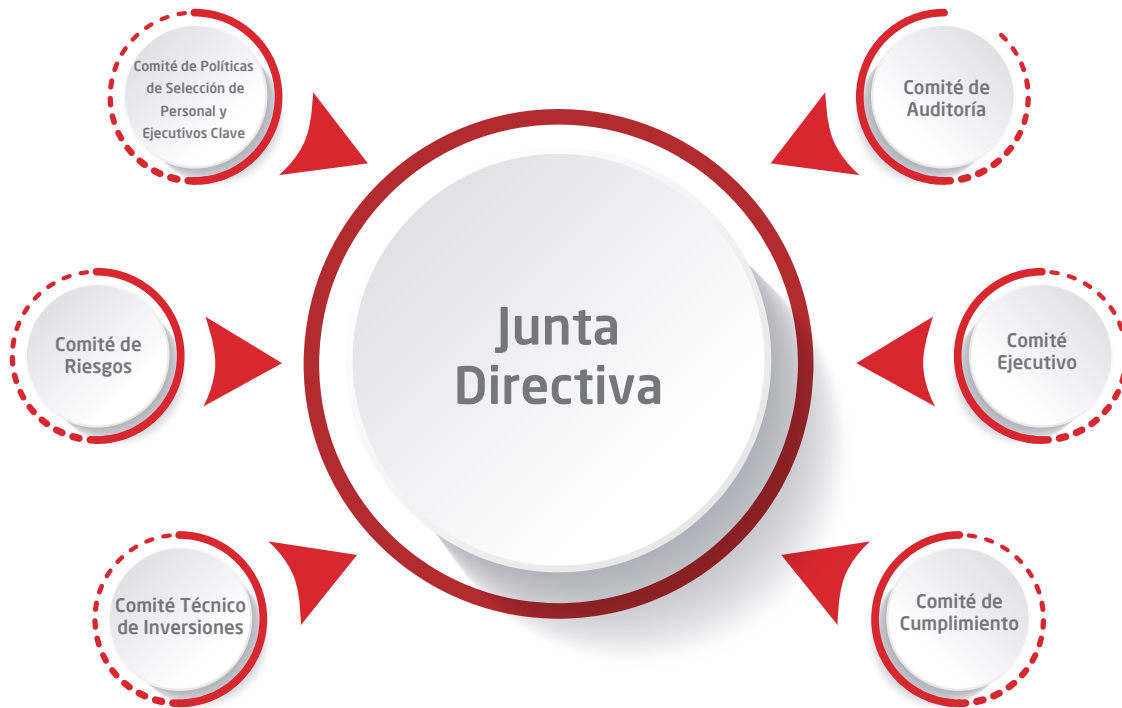 Comité de Políticas
de Selección de
Personal y
Ejecutivos Clave
Comité de
Auditoría
Junta
Directiva
Comité de
Riesgos
Comité
Ejecutivo
Comité Técnico
de Inversiones
Comité de
Cumplimiento